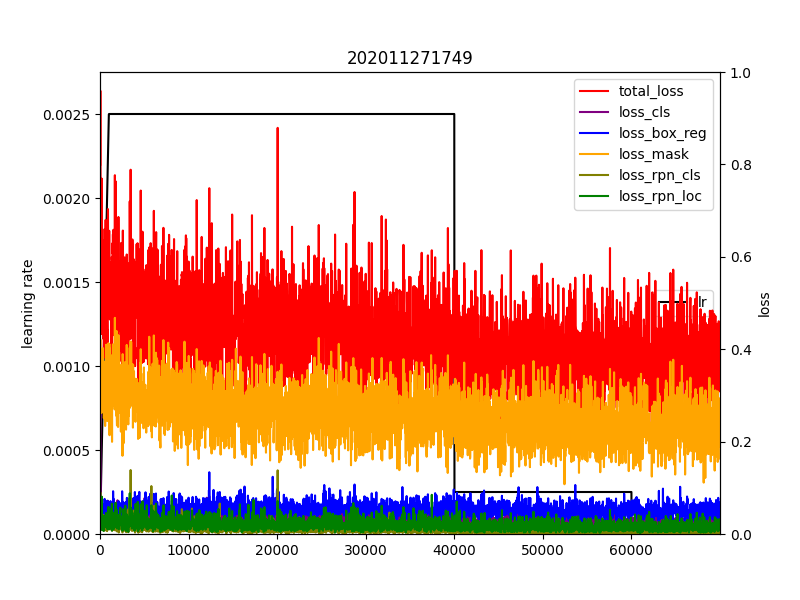 202011271749
learning rate
0.0025
0.0020
0.0015
0.0010
0.0005
0.0000
0 10000 20000 30000 40000 50000 60000
1.0
0.8
0.6
0.4
0.2
0.0
loss
total_loss
loss_cls
loss_box_reg
loss_mask
loss_rpn_cls
loss_rpn_loc
lr